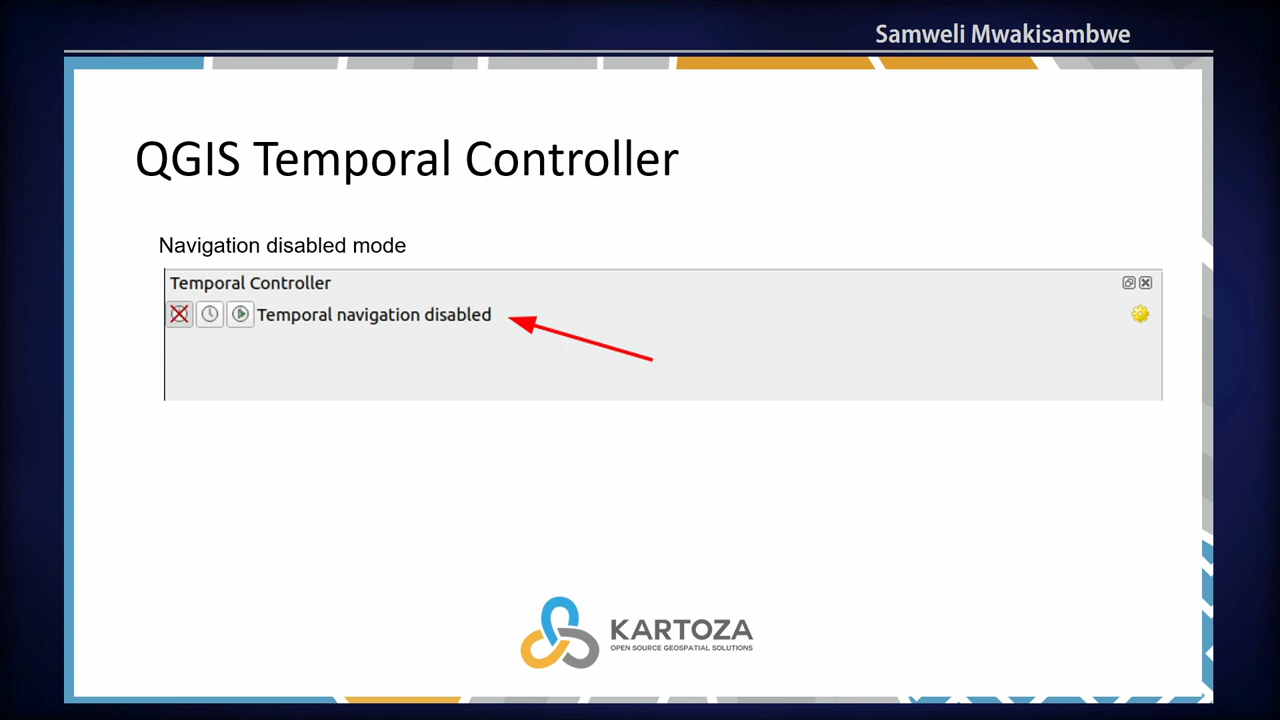 Samweli Mwakisambwe
QGIS Temporal Controller
Navigation disabled mode
Temporal Controller
Temporal navigation disabled
KARTOZA
OPEN SOURCE GEOSPATIAL SOLUTIONS